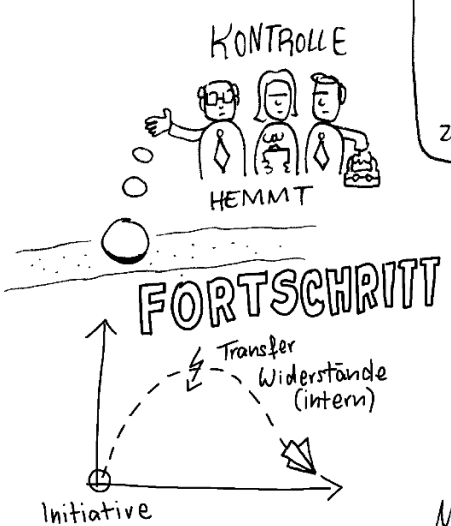 KONTROLLE
HEMMT
FORTSCHRITT
Transfer
Widerstände
(intern)
Initiative